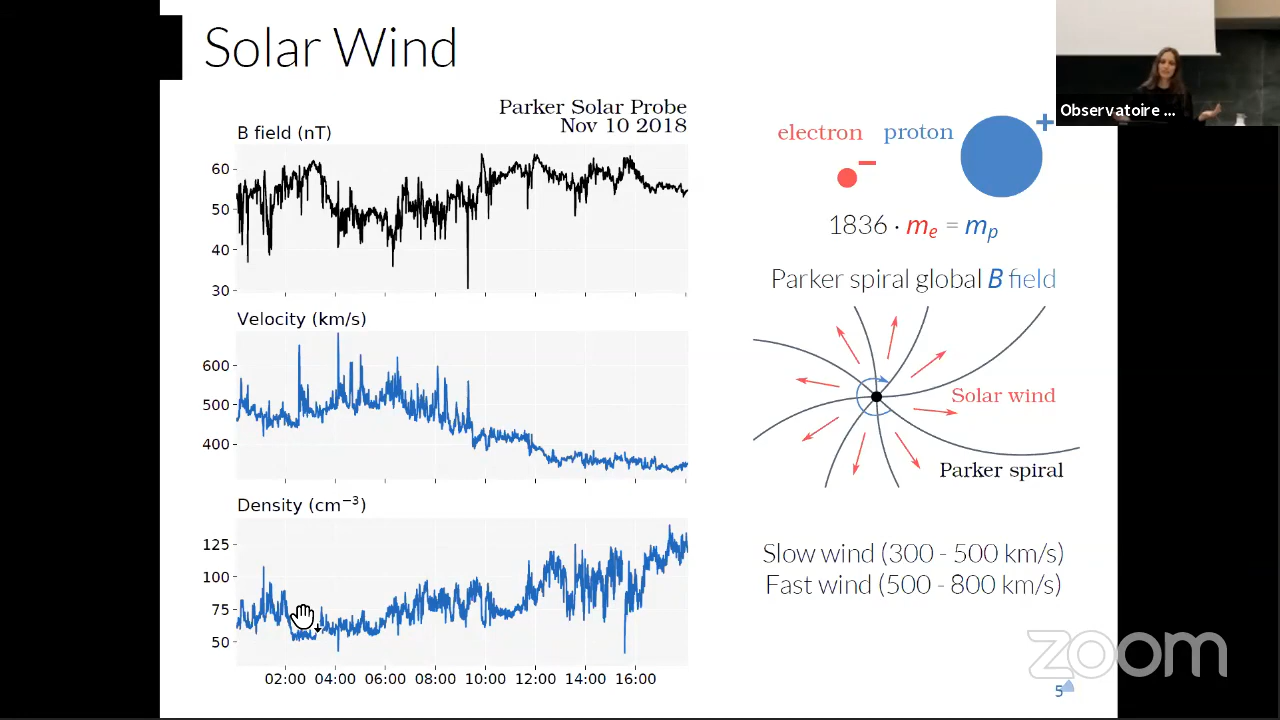 Solar Wind
Parker Solar Probe
Nov 10 2018
B field (nT)
60
50
40
30
Velocity (km/s)
600
500
400
Density (cm⁻³)
125
100
75
50
02:00 04:00 06:00 08:00 10:00 12:00 14:00 16:00
electron proton
− +
1836 · mₑ = mₚ
Parker spiral global B field
Solar wind
Parker spiral
Slow wind (300 - 500 km/s)
Fast wind (500 - 800 km/s)
Observatoire ...
zoom
5